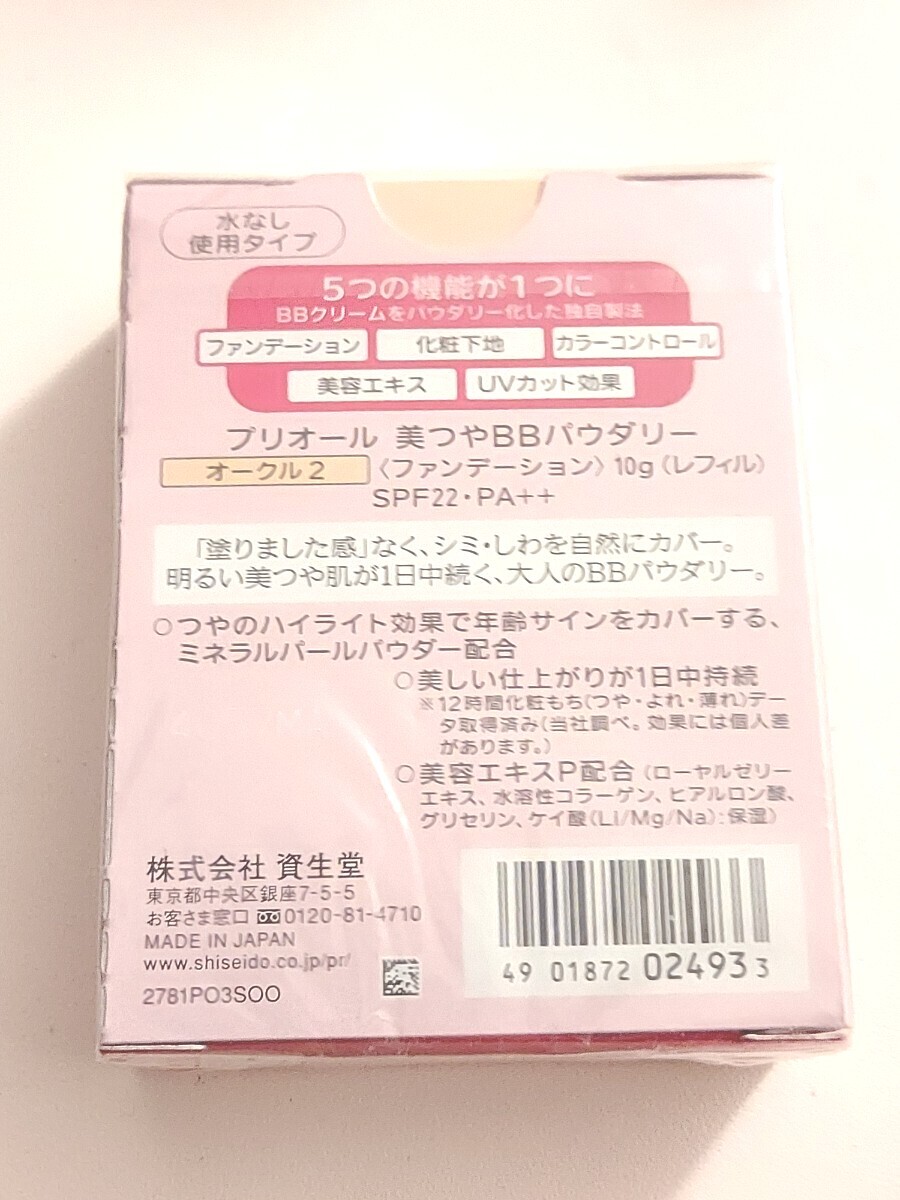 水なし
使用タイプ
5つの機能が1つに
BBクリームをパウダリー化した独自製法
ファンデーション 化粧下地 カラーコントロール
美容エキス UVカット効果
プリオール 美つやBBパウダリー
オークル2 〈ファンデーション〉 10g (レフィル)
SPF22・PA++
「塗りました感」なく、シミ・しわを自然にカバー。
明るい美つや肌が1日中続く、大人のBBパウダリー。
○つやのハイライト効果で年齢サインをカバーする、
ミネラルパールパウダー配合
○美しい仕上がりが1日中持続
※12時間化粧もち(つや・よれ・薄れ)デー
タ取得済み(当社調べ。効果には個人差
があります。)
○美容エキスP配合 (ローヤルゼリー
エキス、水溶性コラーゲン、ヒアルロン酸、
グリセリン、ケイ酸(Li/Mg/Na):保湿)
株式会社 資生堂
東京都中央区銀座7-5-5
お客さま窓口 0120-81-4710
MADE IN JAPAN
www.shiseido.co.jp/pr/
2781PO3SOO
49 01872 02493 3